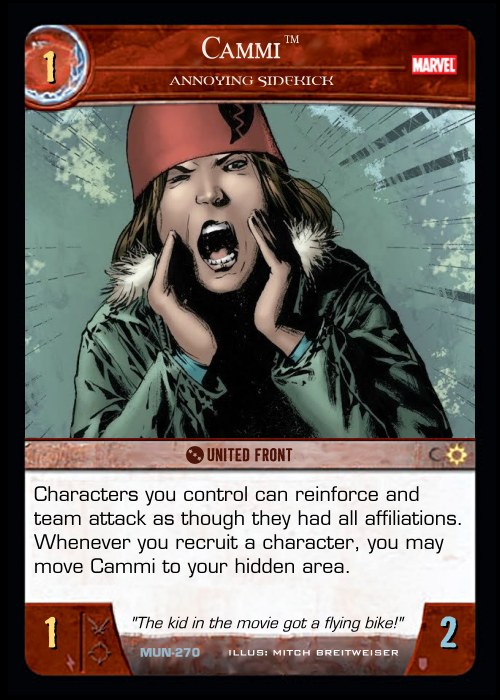 1
CAMMI™
MARVEL
ANNOYING SIDEKICK
UNITED FRONT
C
Characters you control can reinforce and
team attack as though they had all affiliations.
Whenever you recruit a character, you may
move Cammi to your hidden area.
1
"The kid in the movie got a flying bike!"
2
MUN-270
ILLUS: MITCH BREITWEISER